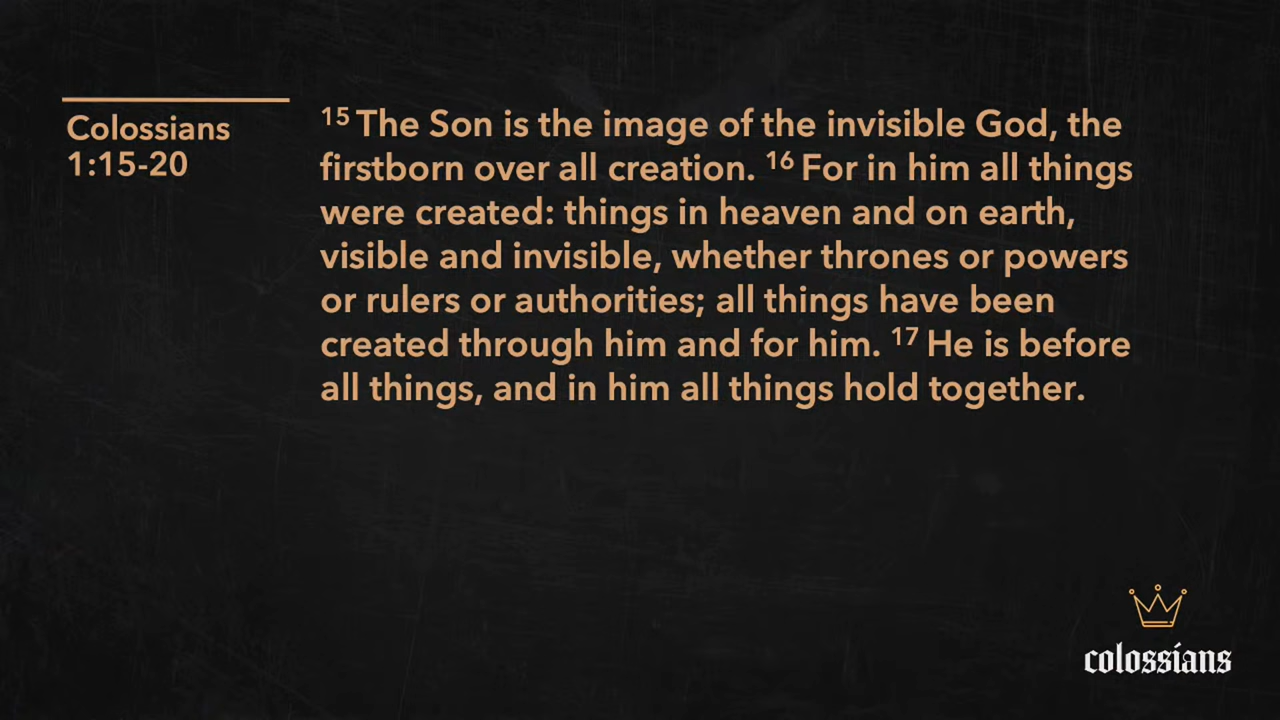 Colossians
1:15-20
15 The Son is the image of the invisible God, the
firstborn over all creation. 16 For in him all things
were created: things in heaven and on earth,
visible and invisible, whether thrones or powers
or rulers or authorities; all things have been
created through him and for him. 17 He is before
all things, and in him all things hold together.
colossians